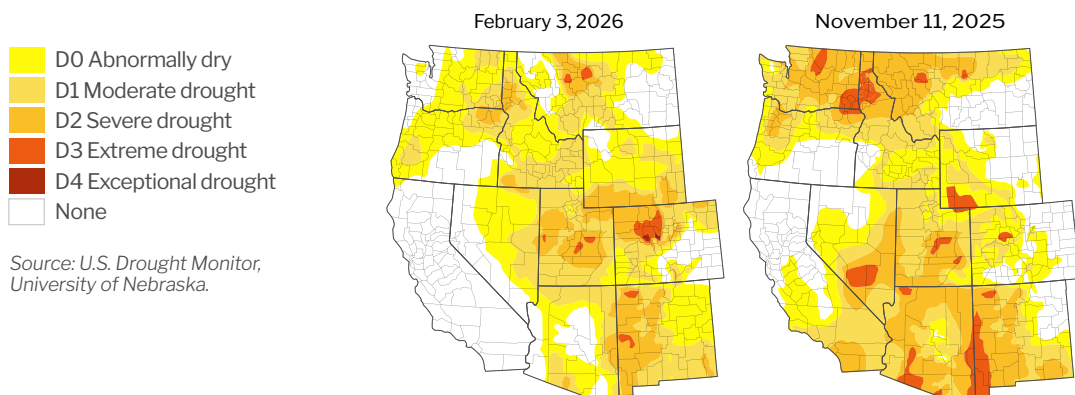 February 3, 2026
November 11, 2025
D0 Abnormally dry
D1 Moderate drought
D2 Severe drought
D3 Extreme drought
D4 Exceptional drought
None
Source: U.S. Drought Monitor,
University of Nebraska.